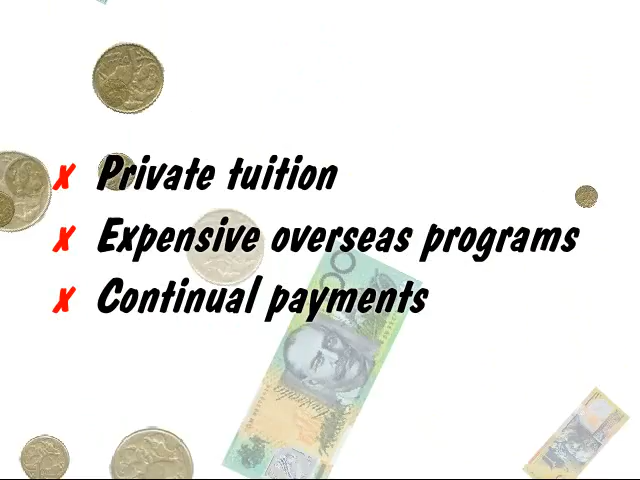 x Private tuition
x Expensive overseas programs
x Continual payments